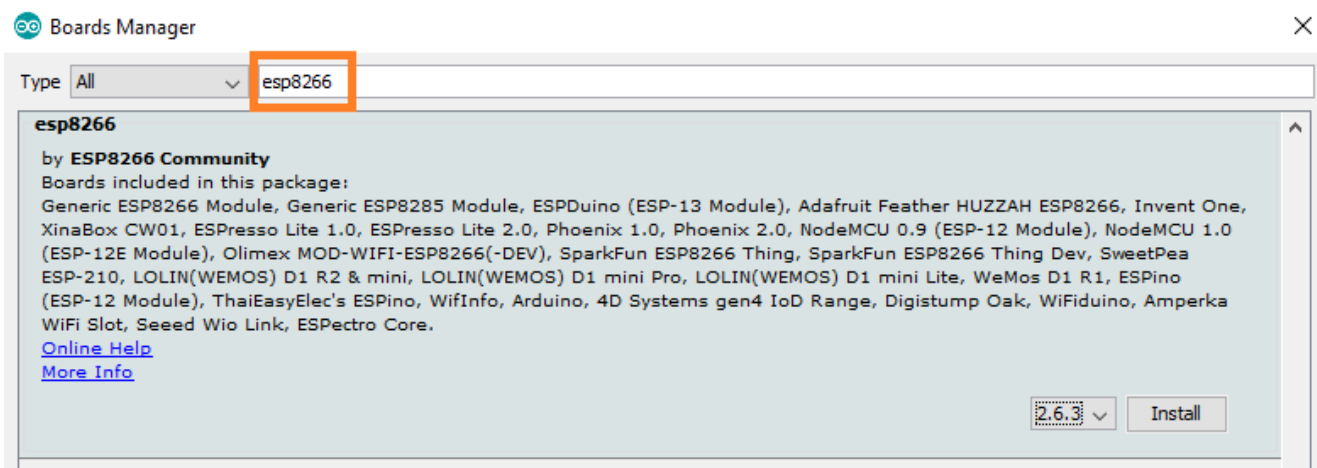 Boards Manager
Type All esp8266
esp8266
by ESP8266 Community
Boards included in this package:
Generic ESP8266 Module, Generic ESP8285 Module, ESPDuino (ESP-13 Module), Adafruit Feather HUZZAH ESP8266, Invent One,
XinaBox CW01, ESPresso Lite 1.0, ESPresso Lite 2.0, Phoenix 1.0, Phoenix 2.0, NodeMCU 0.9 (ESP-12 Module), NodeMCU 1.0
(ESP-12E Module), Olimex MOD-WIFI-ESP8266(-DEV), SparkFun ESP8266 Thing, SparkFun ESP8266 Thing Dev, SweetPea
ESP-210, LOLIN(WEMOS) D1 R2 & mini, LOLIN(WEMOS) D1 mini Pro, LOLIN(WEMOS) D1 mini Lite, WeMos D1 R1, ESPino
(ESP-12 Module), ThaiEasyElec's ESPino, WifInfo, Arduino, 4D Systems gen4 IoD Range, Digistump Oak, WiFiduino, Amperka
WiFi Slot, Seeed Wio Link, ESPectro Core.
Online Help
More Info
2.6.3 Install